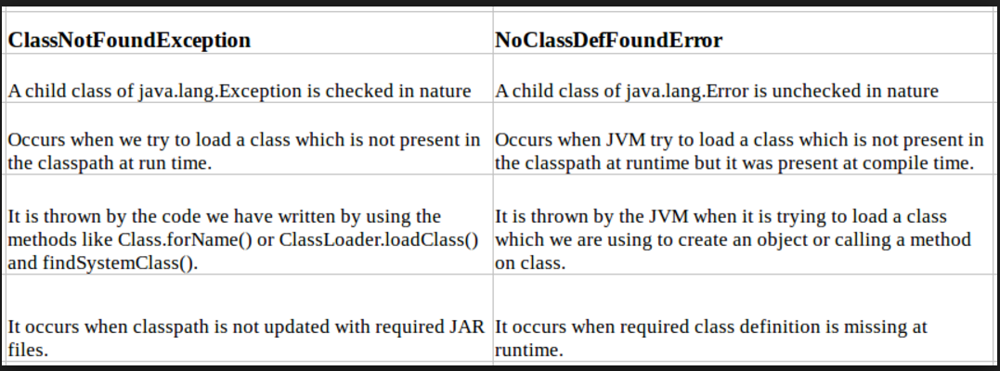 ClassNotFoundException
NoClassDefFoundError
A child class of java.lang.Exception is checked in nature
A child class of java.lang.Error is unchecked in nature
Occurs when we try to load a class which is not present in
the classpath at run time.
Occurs when JVM try to load a class which is not present in
the classpath at runtime but it was present at compile time.
It is thrown by the code we have written by using the
methods like Class.forName() or ClassLoader.loadClass()
and findSystemClass().
It is thrown by the JVM when it is trying to load a class
which we are using to create an object or calling a method
on class.
It occurs when classpath is not updated with required JAR
files.
It occurs when required class definition is missing at
runtime.